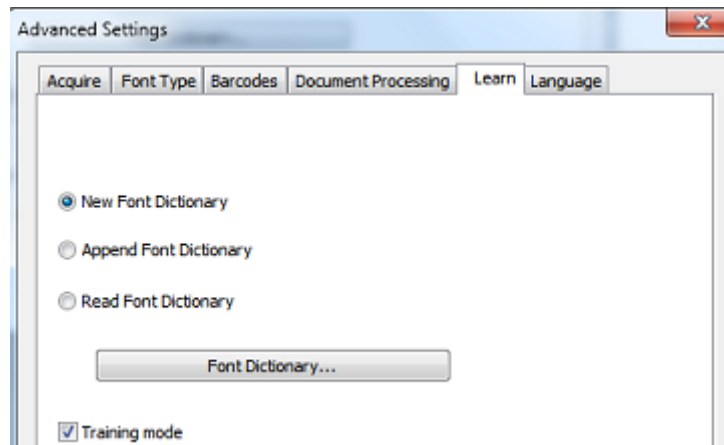 Advanced Settings
Acquire Font Type Barcodes Document Processing Learn Language
New Font Dictionary
Append Font Dictionary
Read Font Dictionary
Font Dictionary...
Training mode